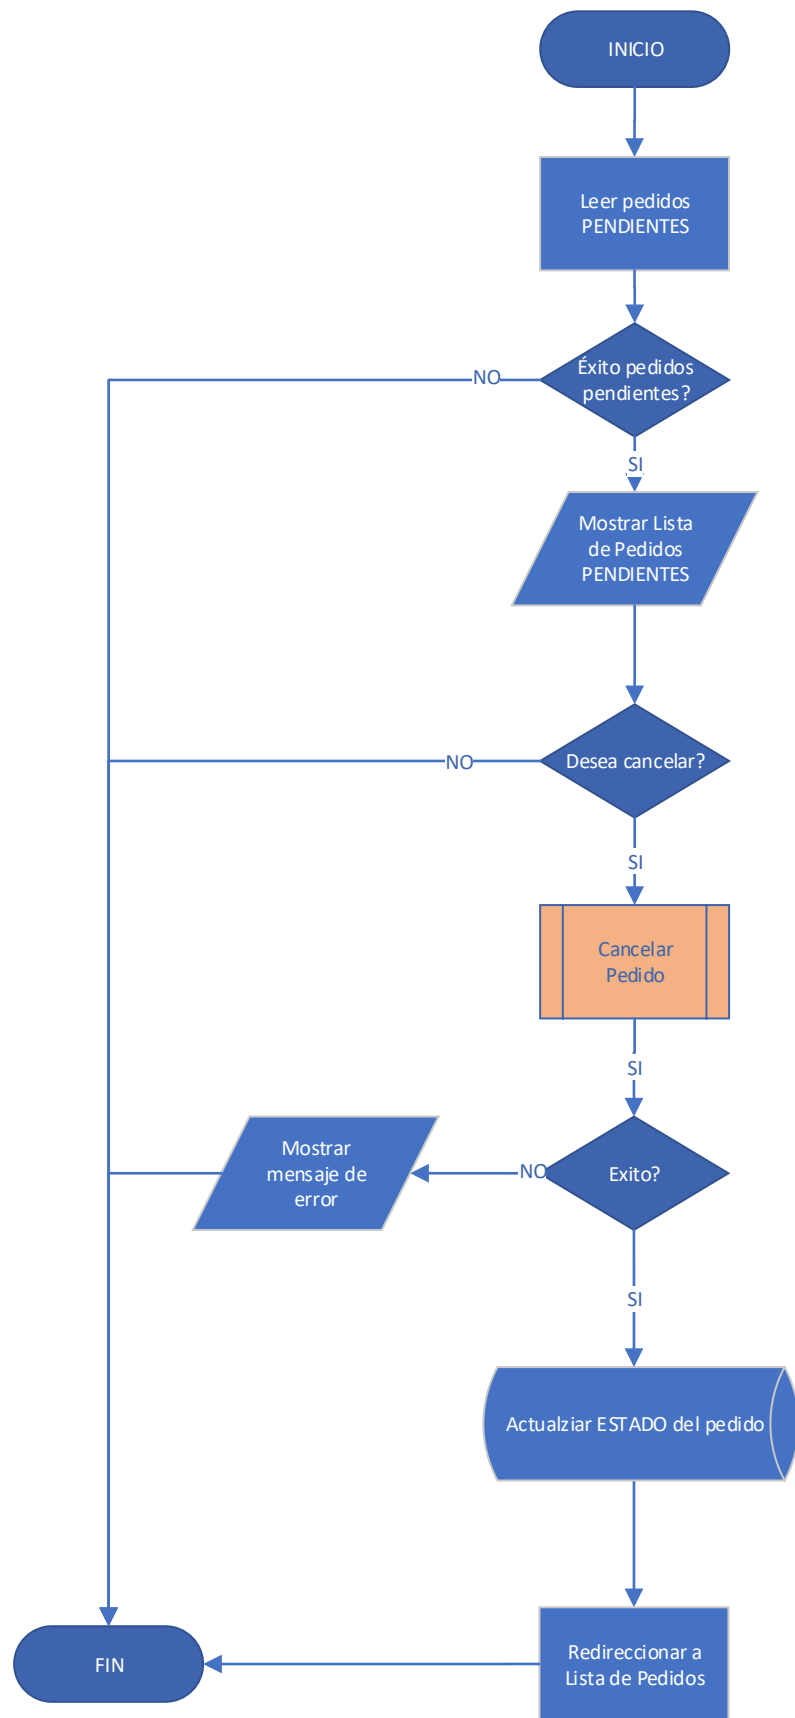 INICIO
Leer pedidos
PENDIENTES
Éxito pedidos
pendientes?
NO
SI
Mostrar Lista
de Pedidos
PENDIENTES
Desea cancelar?
NO
SI
Cancelar
Pedido
SI
Mostrar
mensaje de
error
NO
Exito?
SI
Actualziar ESTADO del pedido
FIN
Redireccionar a
Lista de Pedidos